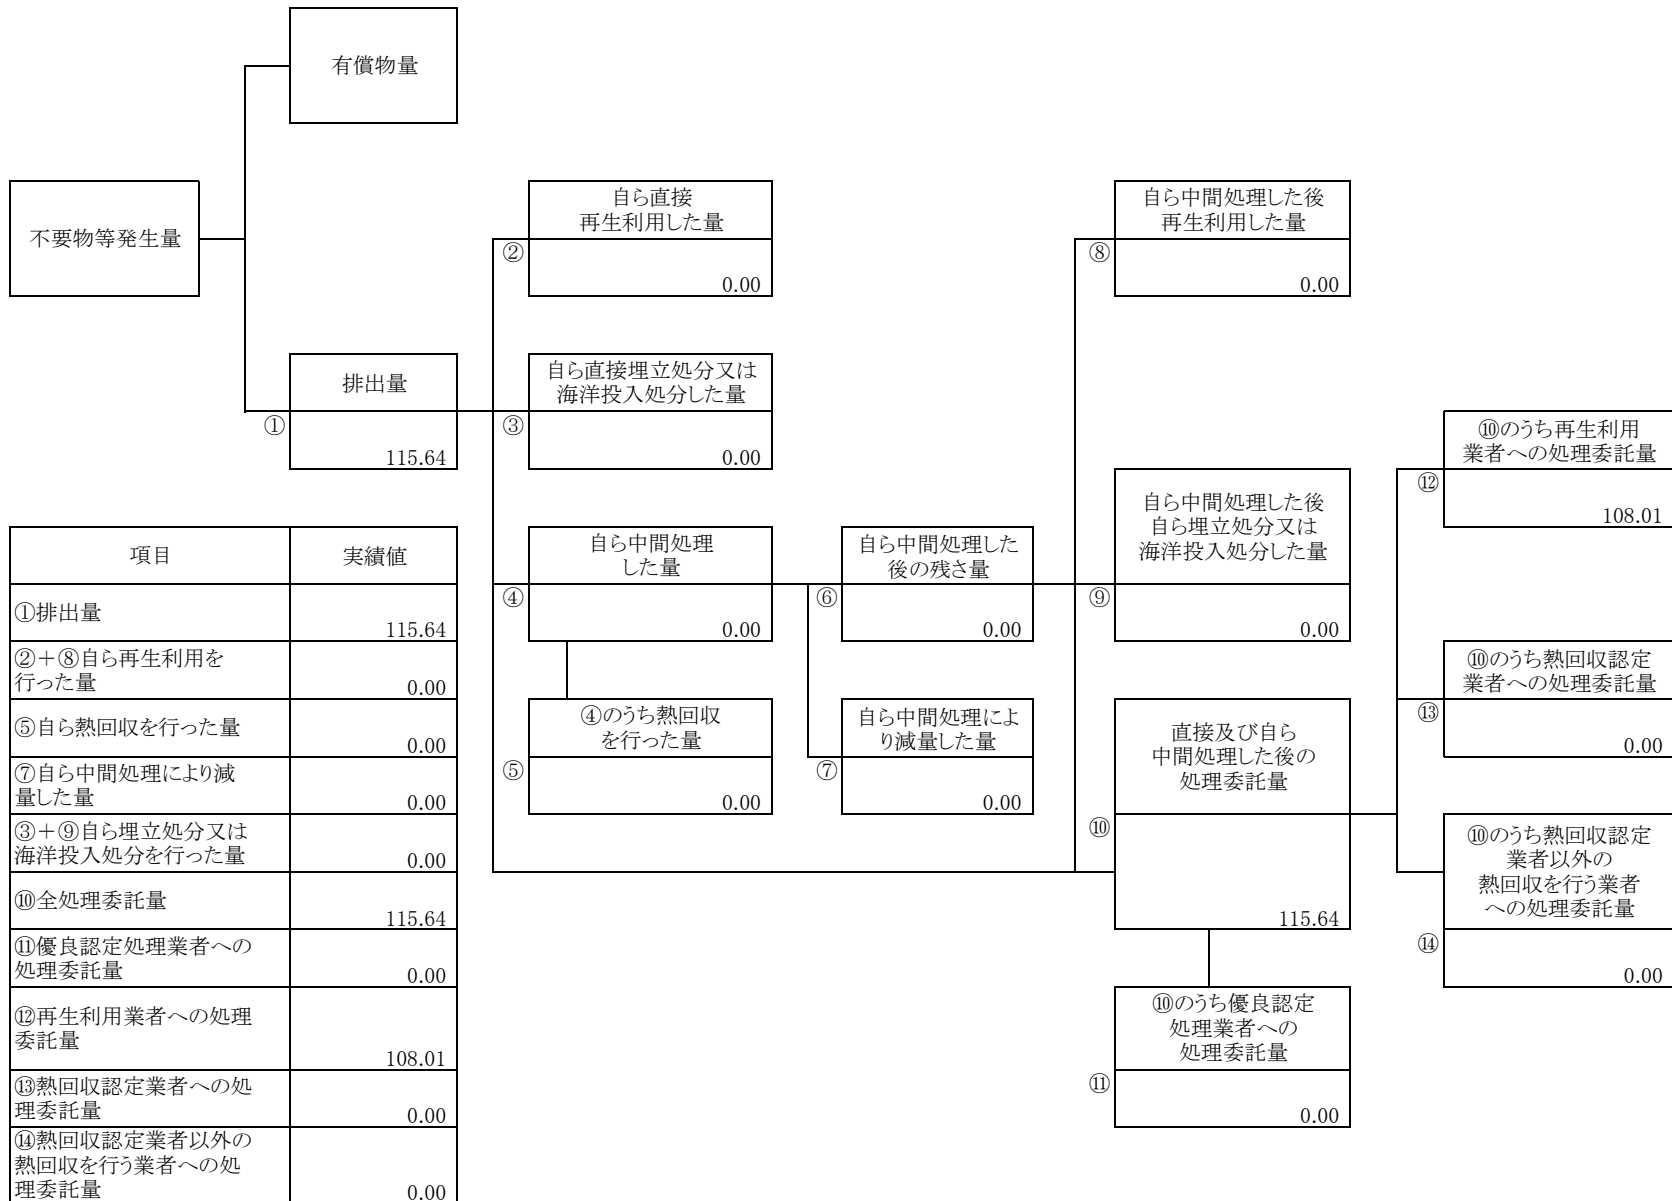 有償物量
不要物等発生量
自ら直接
再生利用した量
②
0.00
自ら中間処理した後
再生利用した量
⑧
0.00
排出量
①
115.64
自ら直接埋立処分又は
海洋投入処分した量
③
0.00
⑩のうち再生利用
業者への処理委託量
⑫
108.01
自ら中間処理
した量
④
0.00
自ら中間処理した
後の残さ量
⑥
0.00
自ら中間処理した後
自ら埋立処分又は
海洋投入処分した量
⑨
0.00
⑩のうち熱回収認定
業者への処理委託量
⑬
0.00
④のうち熱回収
を行った量
⑤
0.00
自ら中間処理によ
り減量した量
⑦
0.00
直接及び自ら
中間処理した後の
処理委託量
⑩
115.64
⑩のうち熱回収認定
業者以外の
熱回収を行う業者
への処理委託量
⑭
0.00
⑩のうち優良認定
処理業者への
処理委託量
⑪
0.00
項目 実績値
①排出量
115.64
②+⑧自ら再生利用を
行った量 0.00
⑤自ら熱回収を行った量
0.00
⑦自ら中間処理により減
量した量 0.00
③+⑨自ら埋立処分又は
海洋投入処分を行った量 0.00
⑩全処理委託量
115.64
⑪優良認定処理業者への
処理委託量 0.00
⑫再生利用業者への処理
委託量
108.01
⑬熱回収認定業者への処
理委託量 0.00
⑭熱回収認定業者以外の
熱回収を行う業者への処
理委託量 0.00